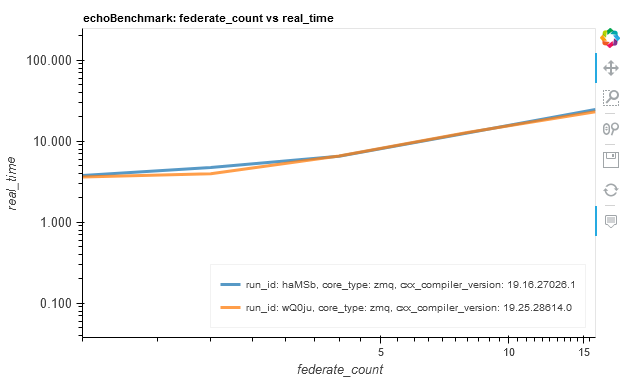 echoBenchmark: federate_count vs real_time
100.000
10.000
1.000
0.100
real_time
run_id: haMSb, core_type: zmq, cxx_compiler_version: 19.16.27026.1
run_id: wQ0ju, core_type: zmq, cxx_compiler_version: 19.25.28614.0
5
10
15
federate_count